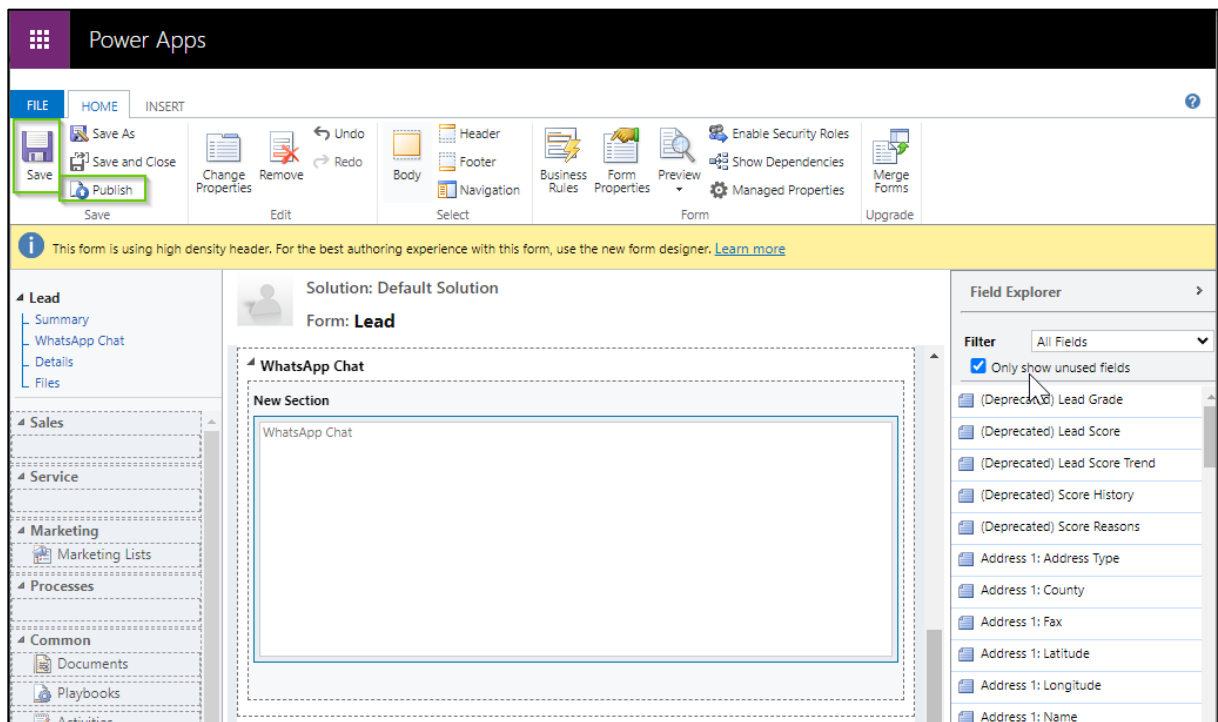 Power Apps
FILE HOME INSERT
Save
Save As
Save and Close
Publish
Save
Change Properties
Remove
Undo
Redo
Edit
Body
Header
Footer
Navigation
Select
Business Rules
Form Properties
Preview
Enable Security Roles
Show Dependencies
Managed Properties
Form
Merge Forms
Upgrade
This form is using high density header. For the best authoring experience with this form, use the new form designer. Learn more
Lead
Summary
WhatsApp Chat
Details
Files
Sales
Service
Marketing
Marketing Lists
Processes
Common
Documents
Playbooks
Activities
Solution: Default Solution
Form: Lead
WhatsApp Chat
New Section
WhatsApp Chat
Field Explorer
Filter All Fields
Only show unused fields
(Deprecated) Lead Grade
(Deprecated) Lead Score
(Deprecated) Lead Score Trend
(Deprecated) Score History
(Deprecated) Score Reasons
Address 1: Address Type
Address 1: County
Address 1: Fax
Address 1: Latitude
Address 1: Longitude
Address 1: Name